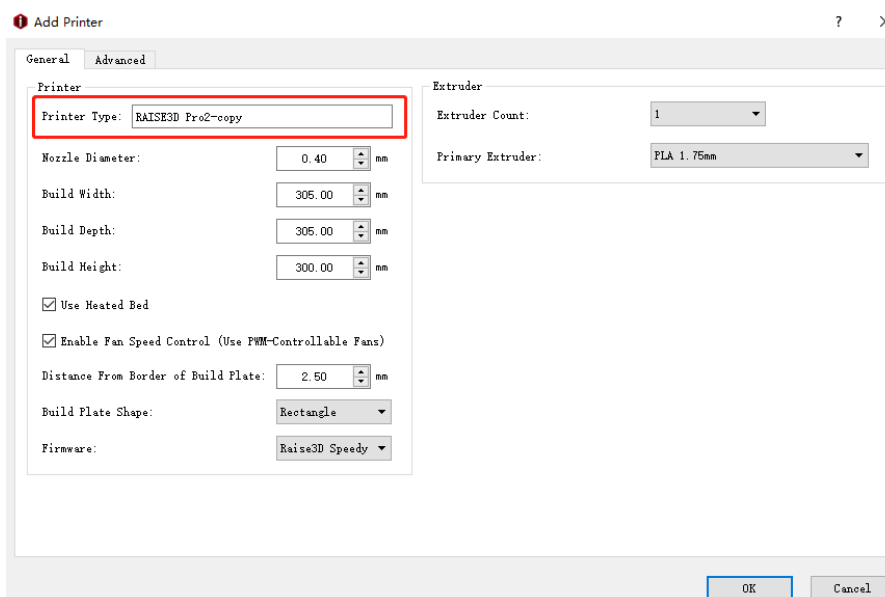 Add Printer
?
General Advanced
Printer
Printer Type: RAISE3D Pro2-copy
Nozzle Diameter: 0.40 mm
Build Width: 305.00 mm
Build Depth: 305.00 mm
Build Height: 300.00 mm
Use Heated Bed
Enable Fan Speed Control (Use PWM-Controllable Fans)
Distance From Border of Build Plate: 2.50 mm
Build Plate Shape: Rectangle
Firmware: Raise3D Speedy
Extruder
Extruder Count: 1
Primary Extruder: PLA 1.75mm
OK Cancel